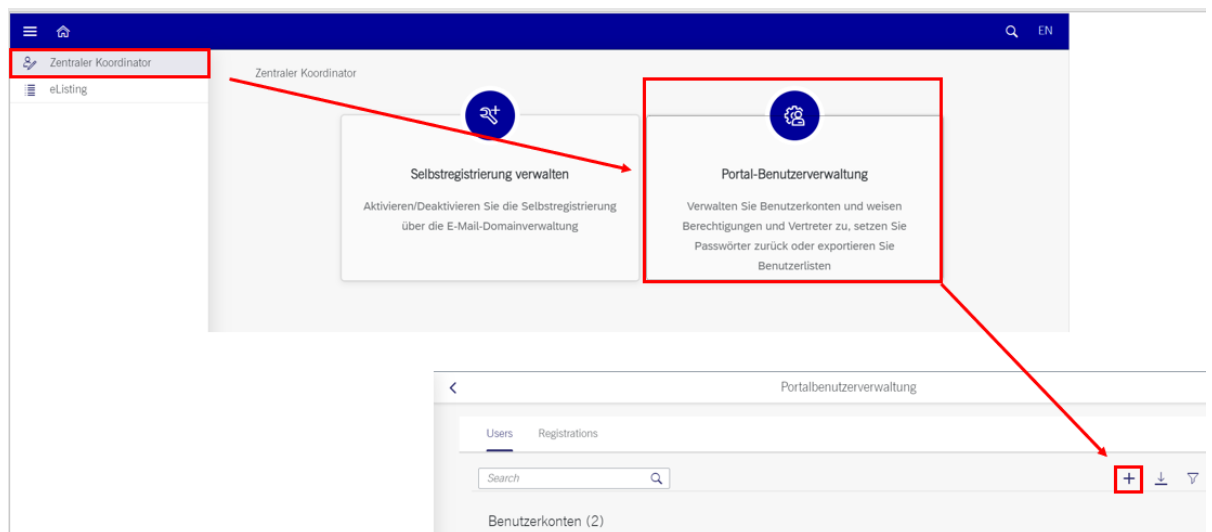 EN
Zentraler Koordinator
eListing
Zentraler Koordinator
Selbstregistrierung verwalten
Aktivieren/Deaktivieren Sie die Selbstregistrierung
über die E-Mail-Domainverwaltung
Portal-Benutzerverwaltung
Verwalten Sie Benutzerkonten und weisen
Berechtigungen und Vertreter zu, setzen Sie
Passwörter zurück oder exportieren Sie
Benutzerlisten
Portalbenutzerverwaltung
Users Registrations
Search
Benutzerkonten (2)